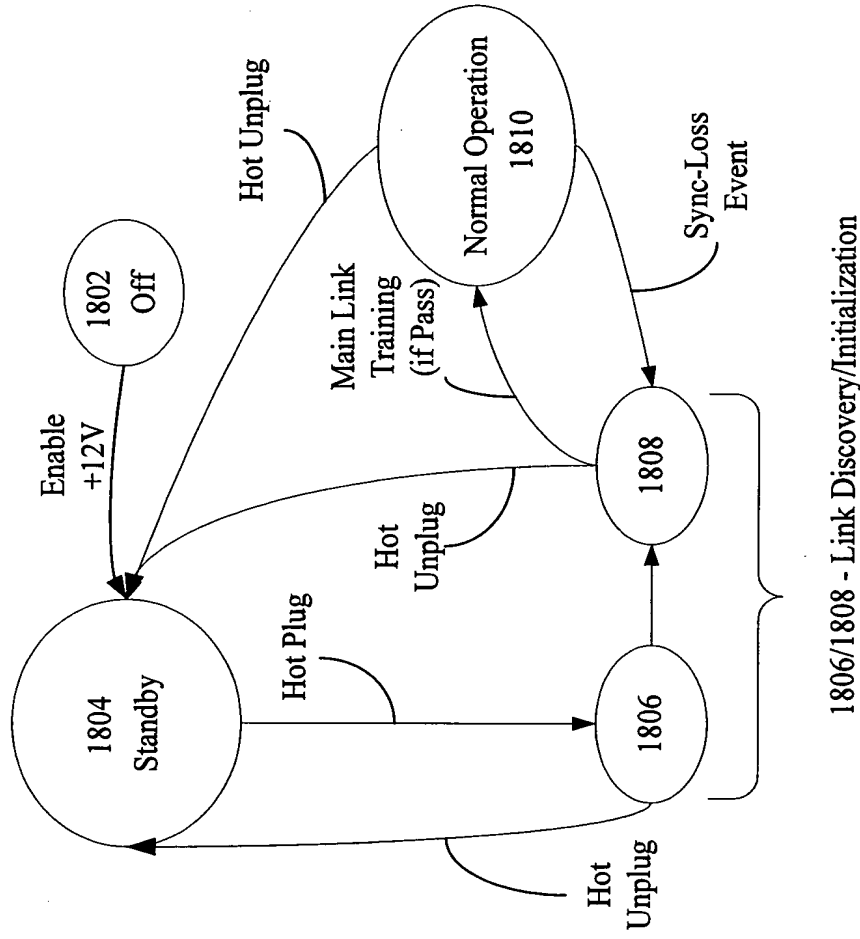 1802
Off
Enable
+12V
1804
Standby
Hot Unplug
Normal Operation
1810
Main Link
Training
(if Pass)
Sync-Loss
Event
Hot
Unplug
Hot Plug
1808
1806
Hot
Unplug
1806/1808 - Link Discovery/Initialization